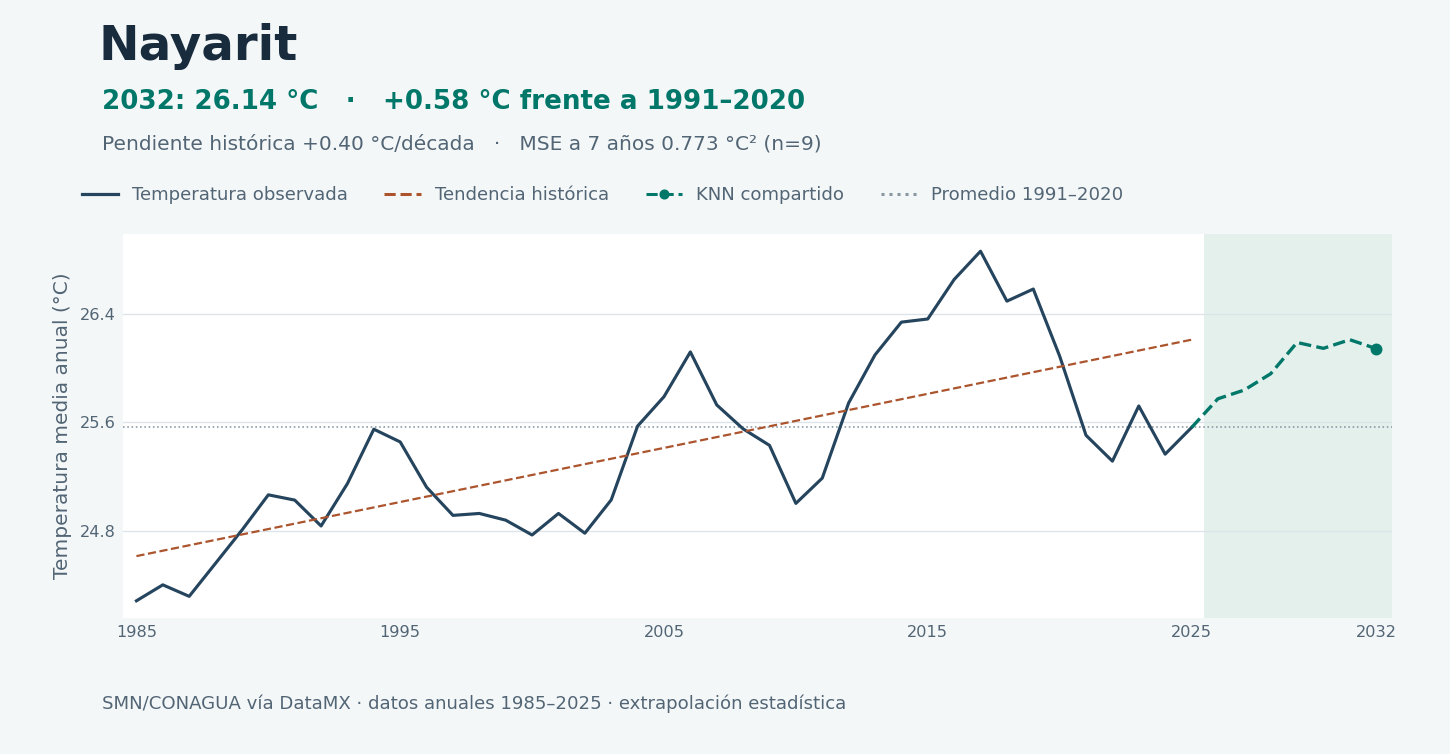 Nayarit
2032: 26.14 °C · +0.58 °C frente a 1991–2020
Pendiente histórica +0.40 °C/década · MSE a 7 años 0.773 °C² (n=9)
Temperatura observada Tendencia histórica KNN compartido Promedio 1991–2020
Temperatura media anual (°C)
26.4
25.6
24.8
1985 1995 2005 2015 2025 2032
SMN/CONAGUA vía DataMX · datos anuales 1985–2025 · extrapolación estadística